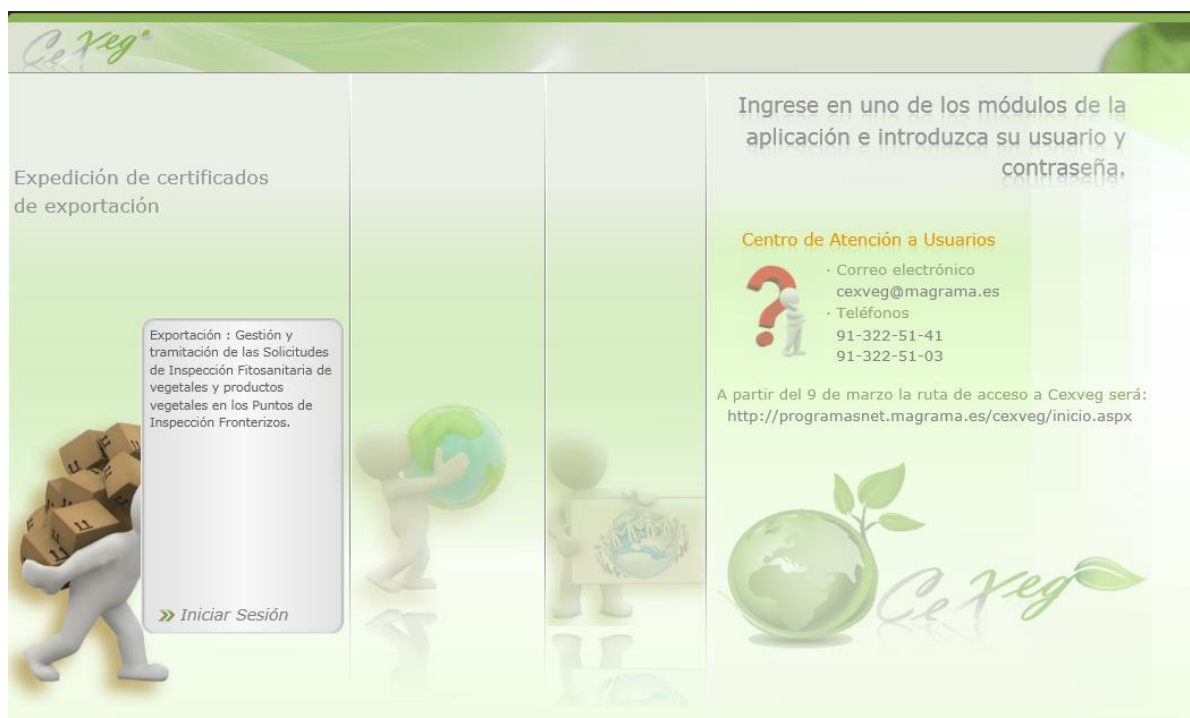 CeXveg
Expedición de certificados
de exportación
Exportación : Gestión y
tramitación de las Solicitudes
de Inspección Fitosanitaria de
vegetales y productos
vegetales en los Puntos de
Inspección Fronterizos.
Iniciar Sesión
Ingrese en uno de los módulos de la
aplicación e introduzca su usuario y
contraseña.
Centro de Atención a Usuarios
· Correo electrónico
cexveg@magrama.es
· Teléfonos
91-322-51-41
91-322-51-03
A partir del 9 de marzo la ruta de acceso a Cexveg será:
http://programasnet.magrama.es/cexveg/inicio.aspx
CeXveg